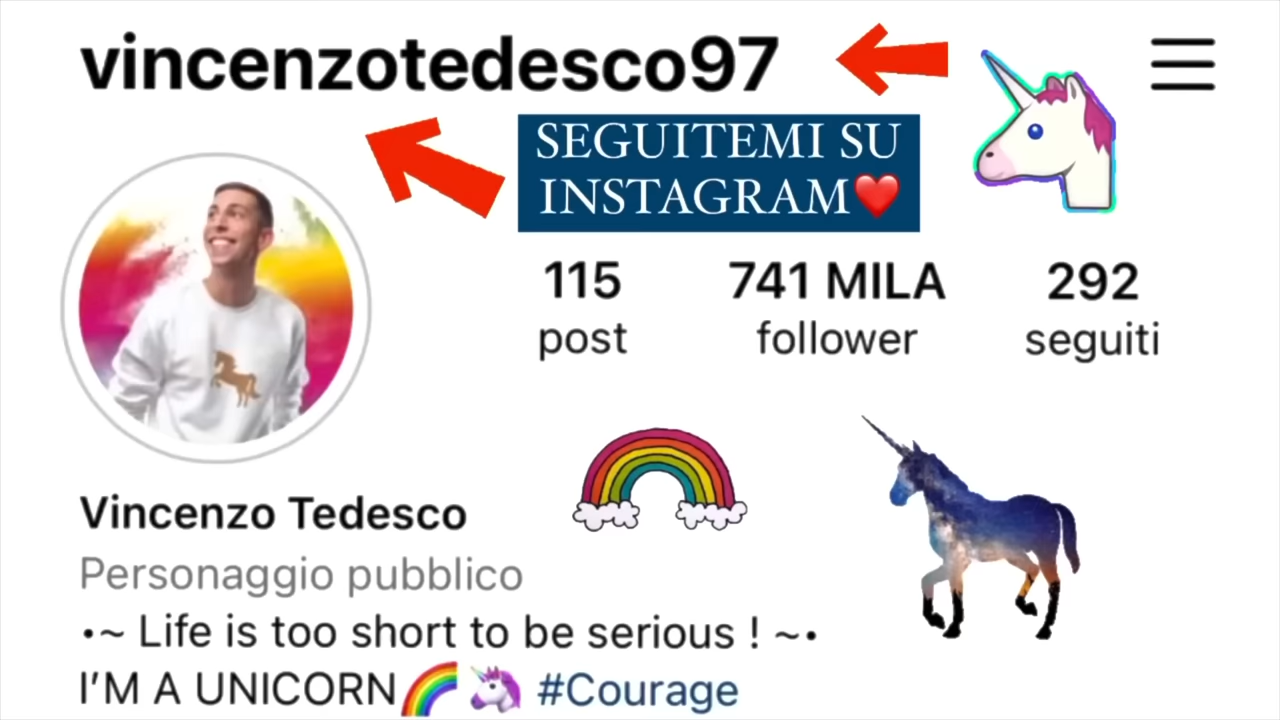 vincenzotedesco97
SEGUITEMI SU
INSTAGRAM❤️
115 741 MILA 292
post follower seguiti
Vincenzo Tedesco
Personaggio pubblico
•~ Life is too short to be serious ! ~•
I'M A UNICORN🌈🦄 #Courage